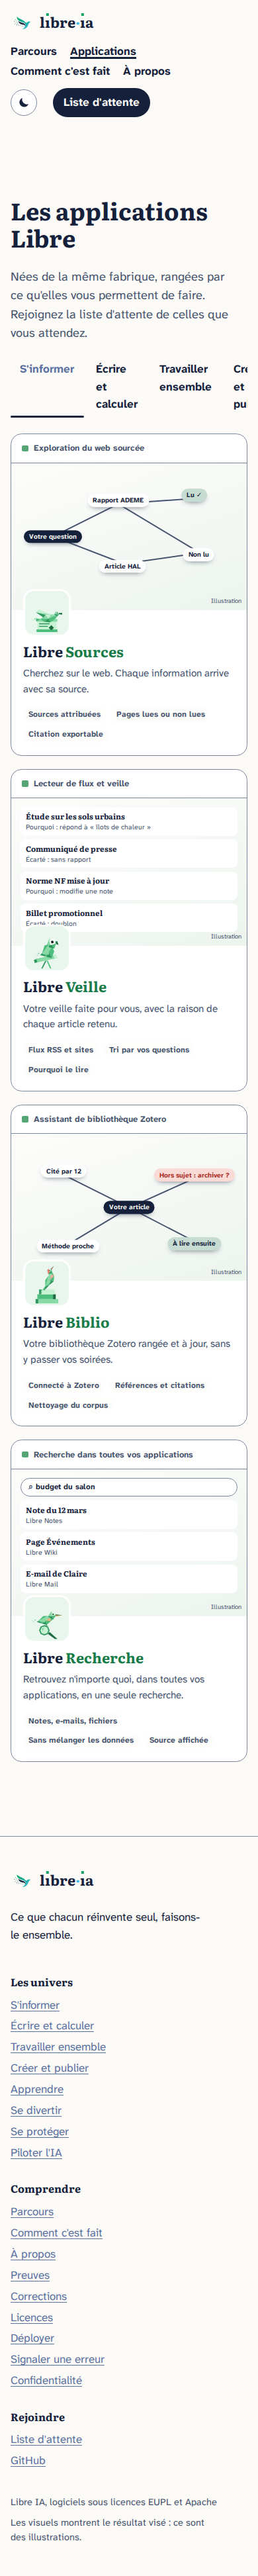 libre·ia
Parcours Applications
Comment c'est fait À propos
Liste d'attente
Les applications
Libre
Nées de la même fabrique, rangées par
ce qu'elles vous permettent de faire.
Rejoignez la liste d'attente de celles que
vous attendez.
S'informer
Écrire
et
calculer
Travailler
ensemble
Cré
et
pu
Exploration du web sourcée
Rapport ADEME
Lu ✓
Votre question
Non lu
Article HAL
Illustration
Libre Sources
Cherchez sur le web. Chaque information arrive
avec sa source.
Sources attribuées Pages lues ou non lues
Citation exportable
Lecteur de flux et veille
Étude sur les sols urbains
Pourquoi : répond à « îlots de chaleur »
Communiqué de presse
Écarté : sans rapport
Norme NF mise à jour
Pourquoi : modifie une note
Billet promotionnel
Écarté : doublon
Illustration
Libre Veille
Votre veille faite pour vous, avec la raison de
chaque article retenu.
Flux RSS et sites Tri par vos questions
Pourquoi le lire
Assistant de bibliothèque Zotero
Cité par 12
Hors sujet : archiver ?
Votre article
Méthode proche
À lire ensuite
Illustration
Libre Biblio
Votre bibliothèque Zotero rangée et à jour, sans
y passer vos soirées.
Connecté à Zotero Références et citations
Nettoyage du corpus
Recherche dans toutes vos applications
⌕ budget du salon
Note du 12 mars
Libre Notes
Page Événements
Libre Wiki
E-mail de Claire
Libre Mail
Illustration
Libre Recherche
Retrouvez n'importe quoi, dans toutes vos
applications, en une seule recherche.
Notes, e-mails, fichiers
Sans mélanger les données Source affichée
libre·ia
Ce que chacun réinvente seul, faisons-
le ensemble.
Les univers
S'informer
Écrire et calculer
Travailler ensemble
Créer et publier
Apprendre
Se divertir
Se protéger
Piloter l'IA
Comprendre
Parcours
Comment c'est fait
À propos
Preuves
Corrections
Licences
Déployer
Signaler une erreur
Confidentialité
Rejoindre
Liste d'attente
GitHub
Libre IA, logiciels sous licences EUPL et Apache
Les visuels montrent le résultat visé : ce sont
des illustrations.